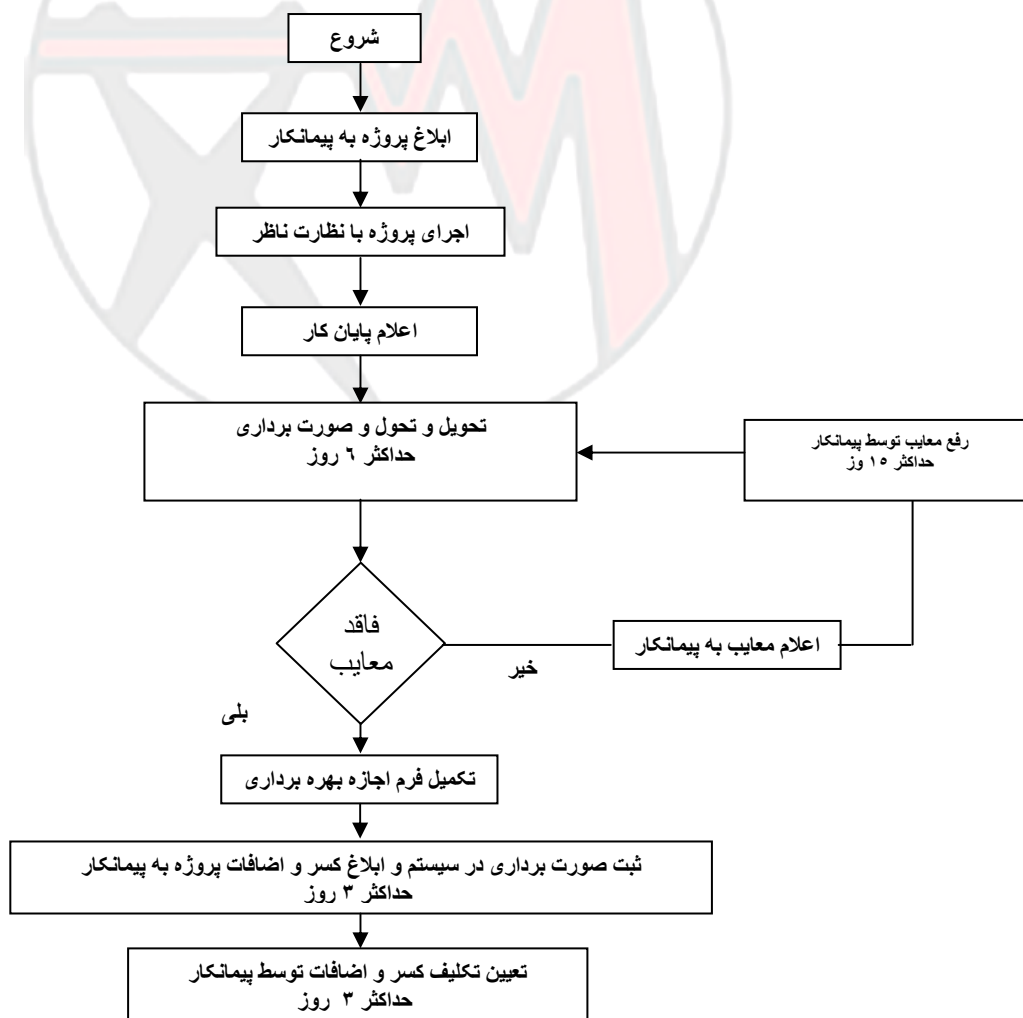 شروع
ابلاغ پروژه به پیمانکار
اجرای پروژه با نظارت ناظر
اعلام پایان کار
تحویل و تحول و صورت برداری
حداکثر ٦ روز
رفع معایب توسط پیمانکار
حداکثر ١٥ وز
فاقد
معایب
اعلام معایب به پیمانکار
خیر
بلی
تکمیل فرم اجازه بهره برداری
ثبت صورت برداری در سیستم و ابلاغ کسر و اضافات پروژه به پیمانکار
حداکثر ٣ روز
تعیین تکلیف کسر و اضافات توسط پیمانکار
حداکثر ٣ روز